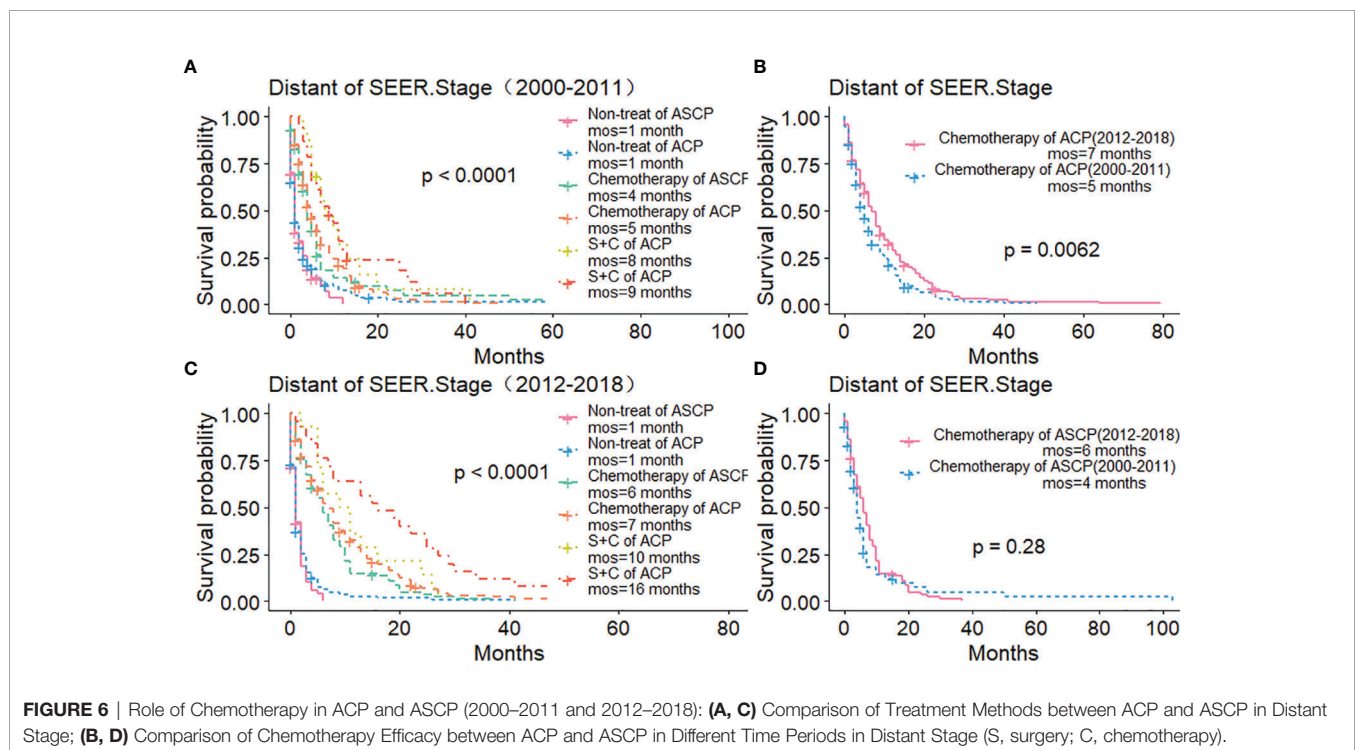 A
Distant of SEER.Stage（2000-2011)
Survival probability
1.00
0.75
0.50
0.25
0.00
p < 0.0001
Non-treat of ASCP
mos=1 month
Non-treat of ACP
mos=1 month
Chemotherapy of ASCP
mos=4 months
Chemotherapy of ACP
mos=5 months
S+C of ACP
mos=8 months
S+C of ACP
mos=9 months
0 20 40 60 80 100
Months
B
Distant of SEER.Stage
Survival probability
1.00
0.75
0.50
0.25
0.00
Chemotherapy of ACP(2012-2018)
mos=7 months
Chemotherapy of ACP(2000-2011)
mos=5 months
p = 0.0062
0 20 40 60 80
Months
C
Distant of SEER.Stage（2012-2018)
Survival probability
1.00
0.75
0.50
0.25
0.00
p < 0.0001
Non-treat of ASCP
mos=1 month
Non-treat of ACP
mos=1 month
Chemotherapy of ASCP
mos=6 months
Chemotherapy of ACP
mos=7 months
S+C of ACP
mos=10 months
S+C of ACP
mos=16 months
0 20 40 60 80
Months
D
Distant of SEER.Stage
Survival probability
1.00
0.75
0.50
0.25
0.00
Chemotherapy of ASCP(2012-2018)
mos=6 months
Chemotherapy of ASCP(2000-2011)
mos=4 months
p = 0.28
0 20 40 60 80 100
Months
FIGURE 6 | Role of Chemotherapy in ACP and ASCP (2000–2011 and 2012–2018): (A, C) Comparison of Treatment Methods between ACP and ASCP in Distant
Stage; (B, D) Comparison of Chemotherapy Efficacy between ACP and ASCP in Different Time Periods in Distant Stage (S, surgery; C, chemotherapy).